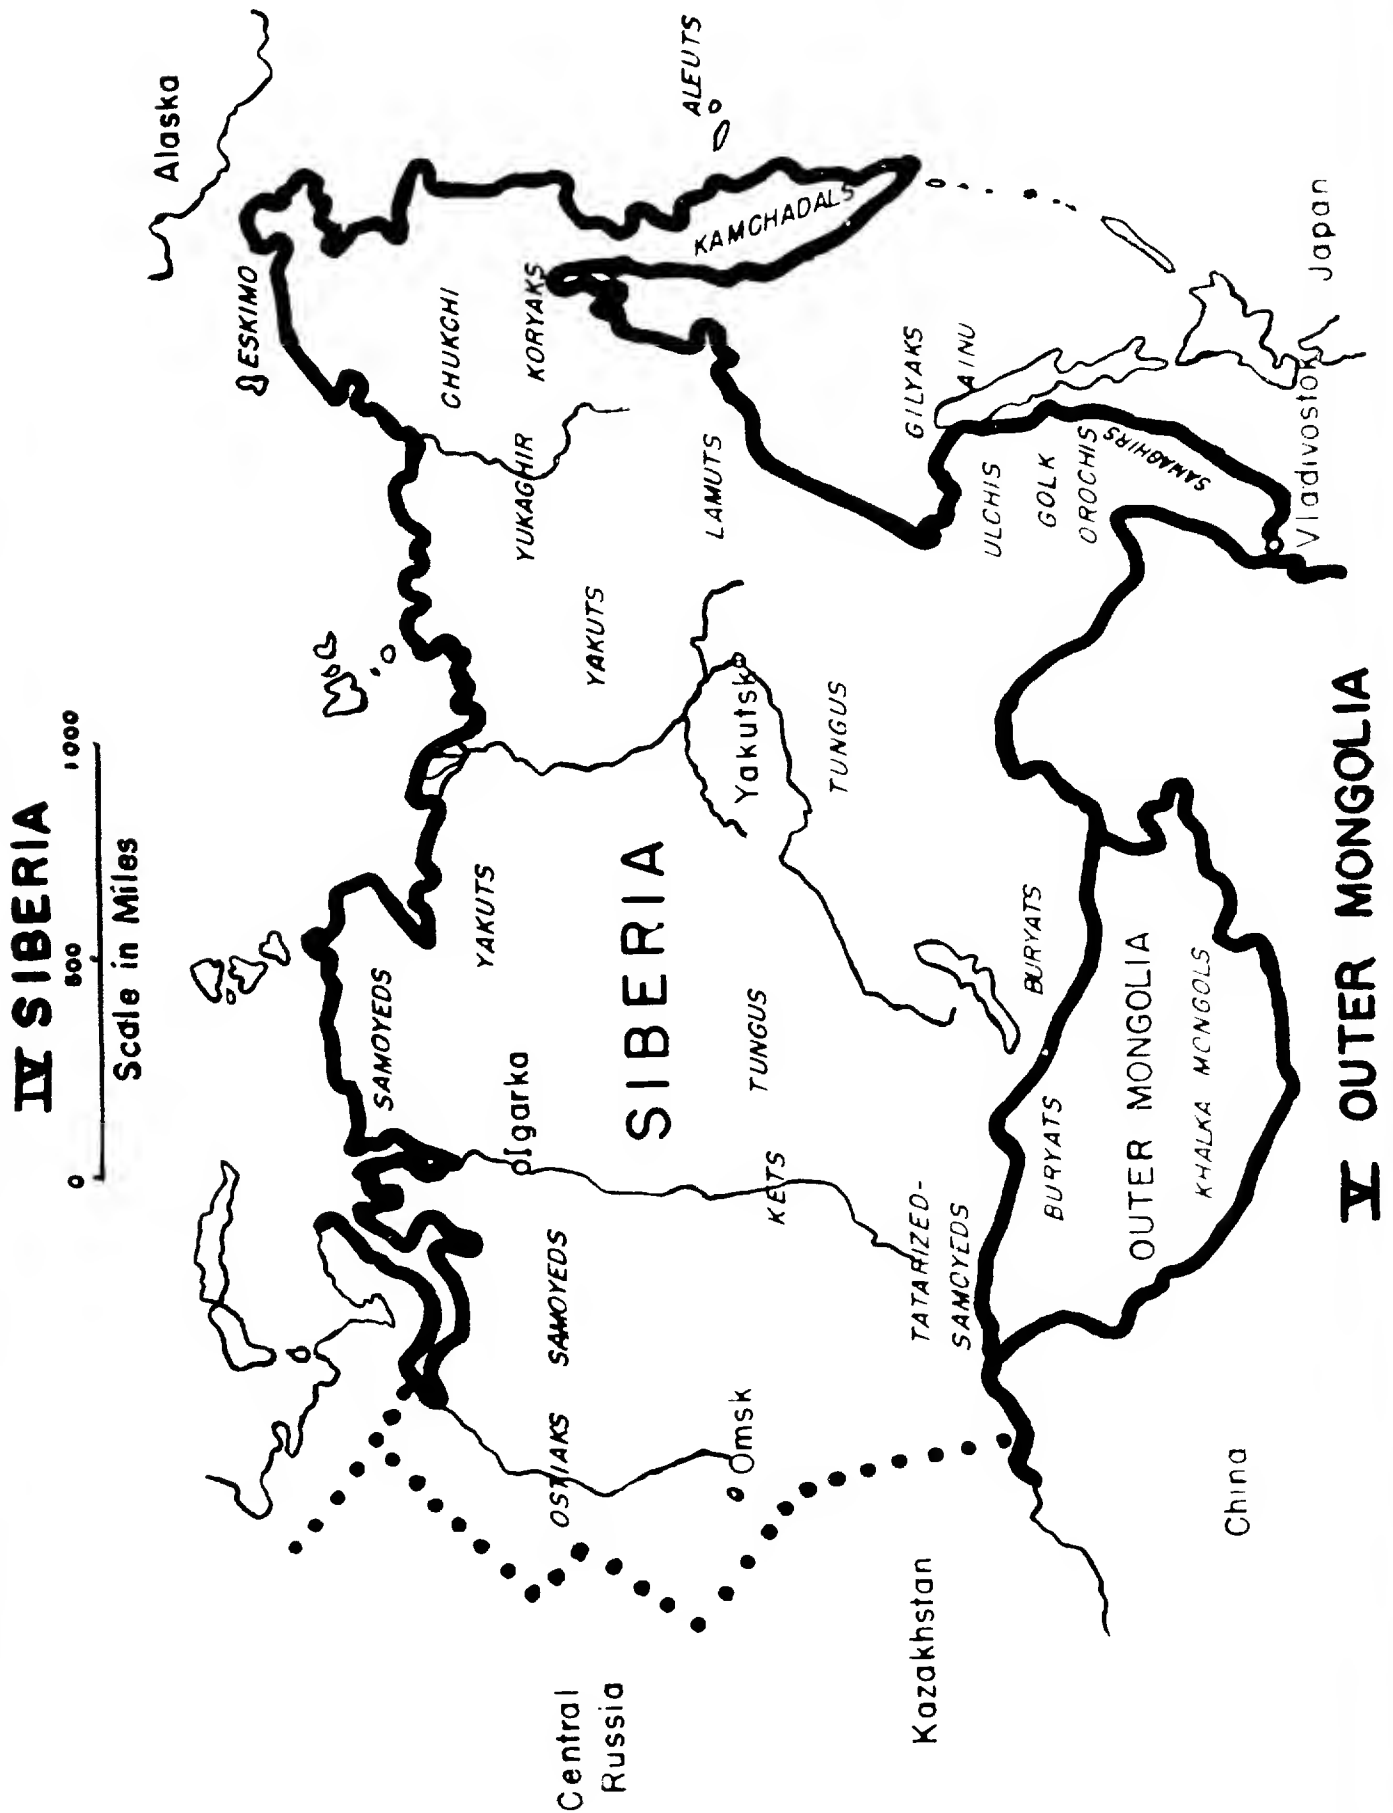 IV SIBERIA
0 500 1000
Scale in Miles
Alaska
ESKIMO
ALEUTS
CHUKCHI
KORYAKS
KAMCHADALS
YUKAGHIR
LAMUTS
YAKUTS
GILYAKS
AINU
ULCHIS
GOLK
OROCHIS
SAMAGHIRS
Vladivostok
Japan
Yakutsk
TUNGUS
SAMOYEDS
YAKUTS
Igarka
SIBERIA
TUNGUS
KETS
BURYATS
SAMOYEDS
OSTIAKS
Omsk
TATARIZED-
SAMOYEDS
BURYATS
OUTER MONGOLIA
KHALKA MONGOLS
Central
Russia
Kazakhstan
China
V OUTER MONGOLIA